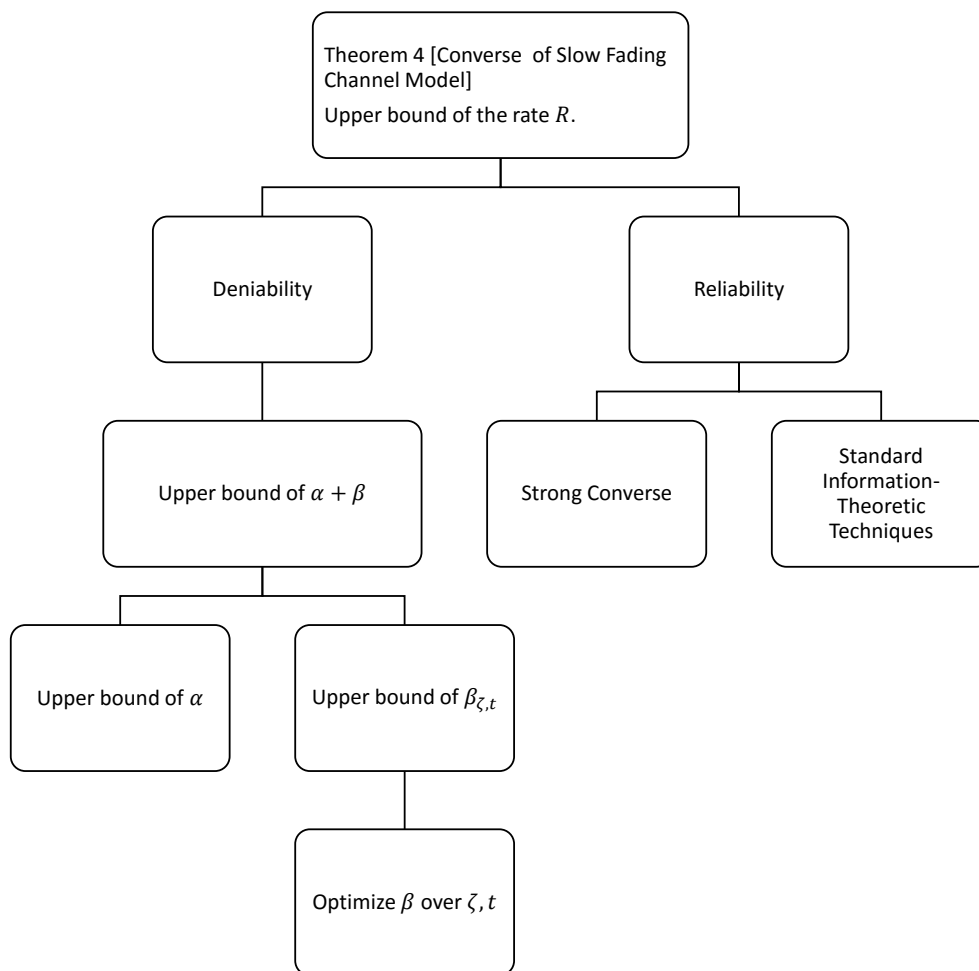 Theorem 4 [Converse of Slow Fading
Channel Model]
Upper bound of the rate 𝑅.
Deniability
Reliability
Upper bound of 𝛼 + 𝛽
Strong Converse
Standard
Information-
Theoretic
Techniques
Upper bound of 𝛼
Upper bound of 𝛽𝜁,𝑡
Optimize 𝛽 over 𝜁, 𝑡